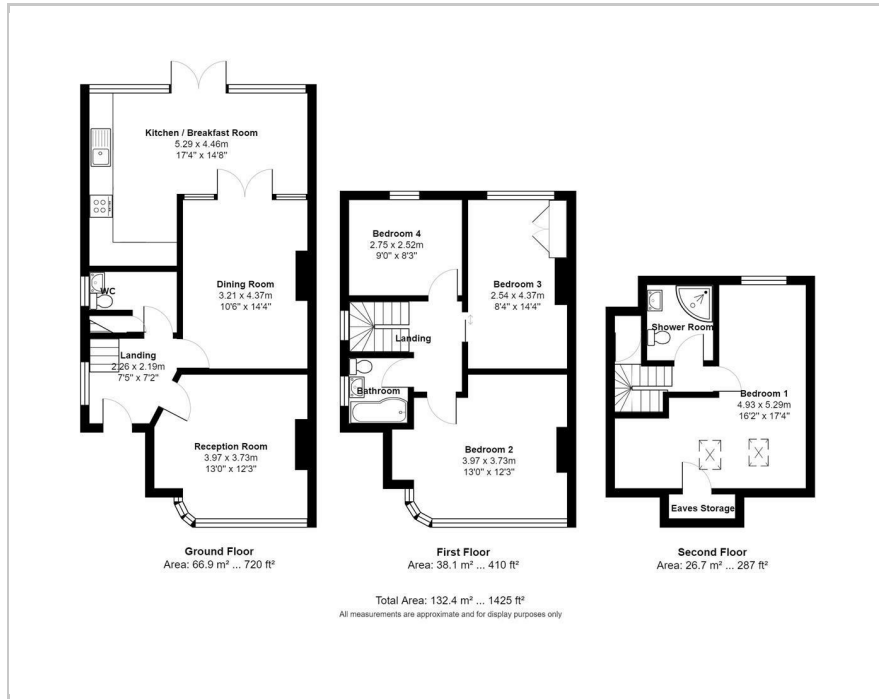 Kitchen / Breakfast Room
5.29 x 4.46m
17'4" x 14'8"
WC
Dining Room
3.21 x 4.37m
10'6" x 14'4"
Landing
2.26 x 2.19m
7'5" x 7'2"
Reception Room
3.97 x 3.73m
13'0" x 12'3"
Ground Floor
Area: 66.9 m² ... 720 ft²
Bedroom 4
2.75 x 2.52m
9'0" x 8'3"
Bedroom 3
2.54 x 4.37m
8'4" x 14'4"
Landing
Bathroom
Bedroom 2
3.97 x 3.73m
13'0" x 12'3"
First Floor
Area: 38.1 m² ... 410 ft²
Shower Room
Bedroom 1
4.93 x 5.29m
16'2" x 17'4"
Eaves Storage
Second Floor
Area: 26.7 m² ... 287 ft²
Total Area: 132.4 m² ... 1425 ft²
All measurements are approximate and for display purposes only